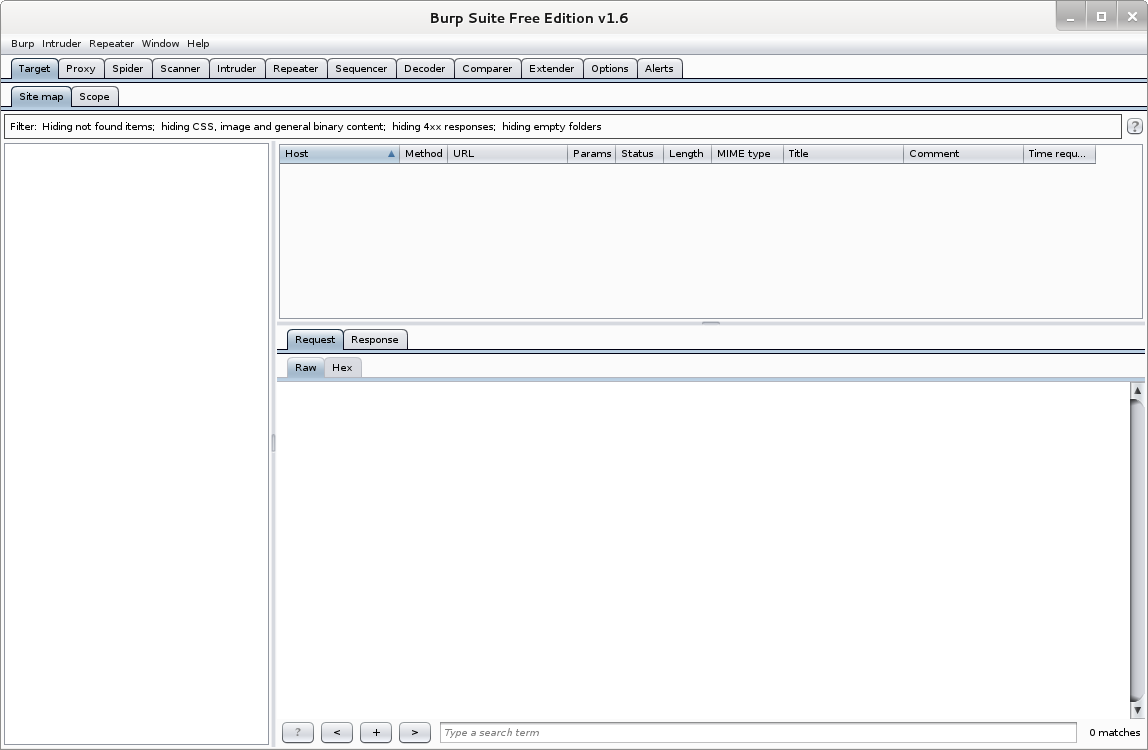 Burp Suite Free Edition v1.6
Burp Intruder Repeater Window Help
Target Proxy Spider Scanner Intruder Repeater Sequencer Decoder Comparer Extender Options Alerts
Site map Scope
Filter: Hiding not found items; hiding CSS, image and general binary content; hiding 4xx responses; hiding empty folders ?
Host Method URL Params Status Length MIME type Title Comment Time requ...
Request Response
Raw Hex
? < + > Type a search term 0 matches